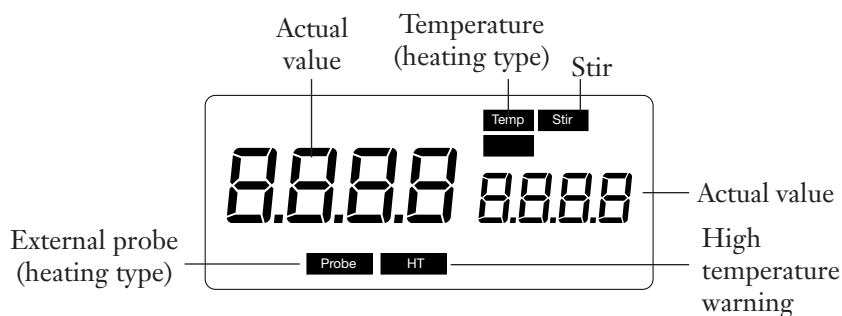 Actual
value
Temperature
(heating type)
Stir
Temp
Stir
8.8.8.8
8.8.8.8
Actual value
External probe
(heating type)
Probe
HT
High
temperature
warning